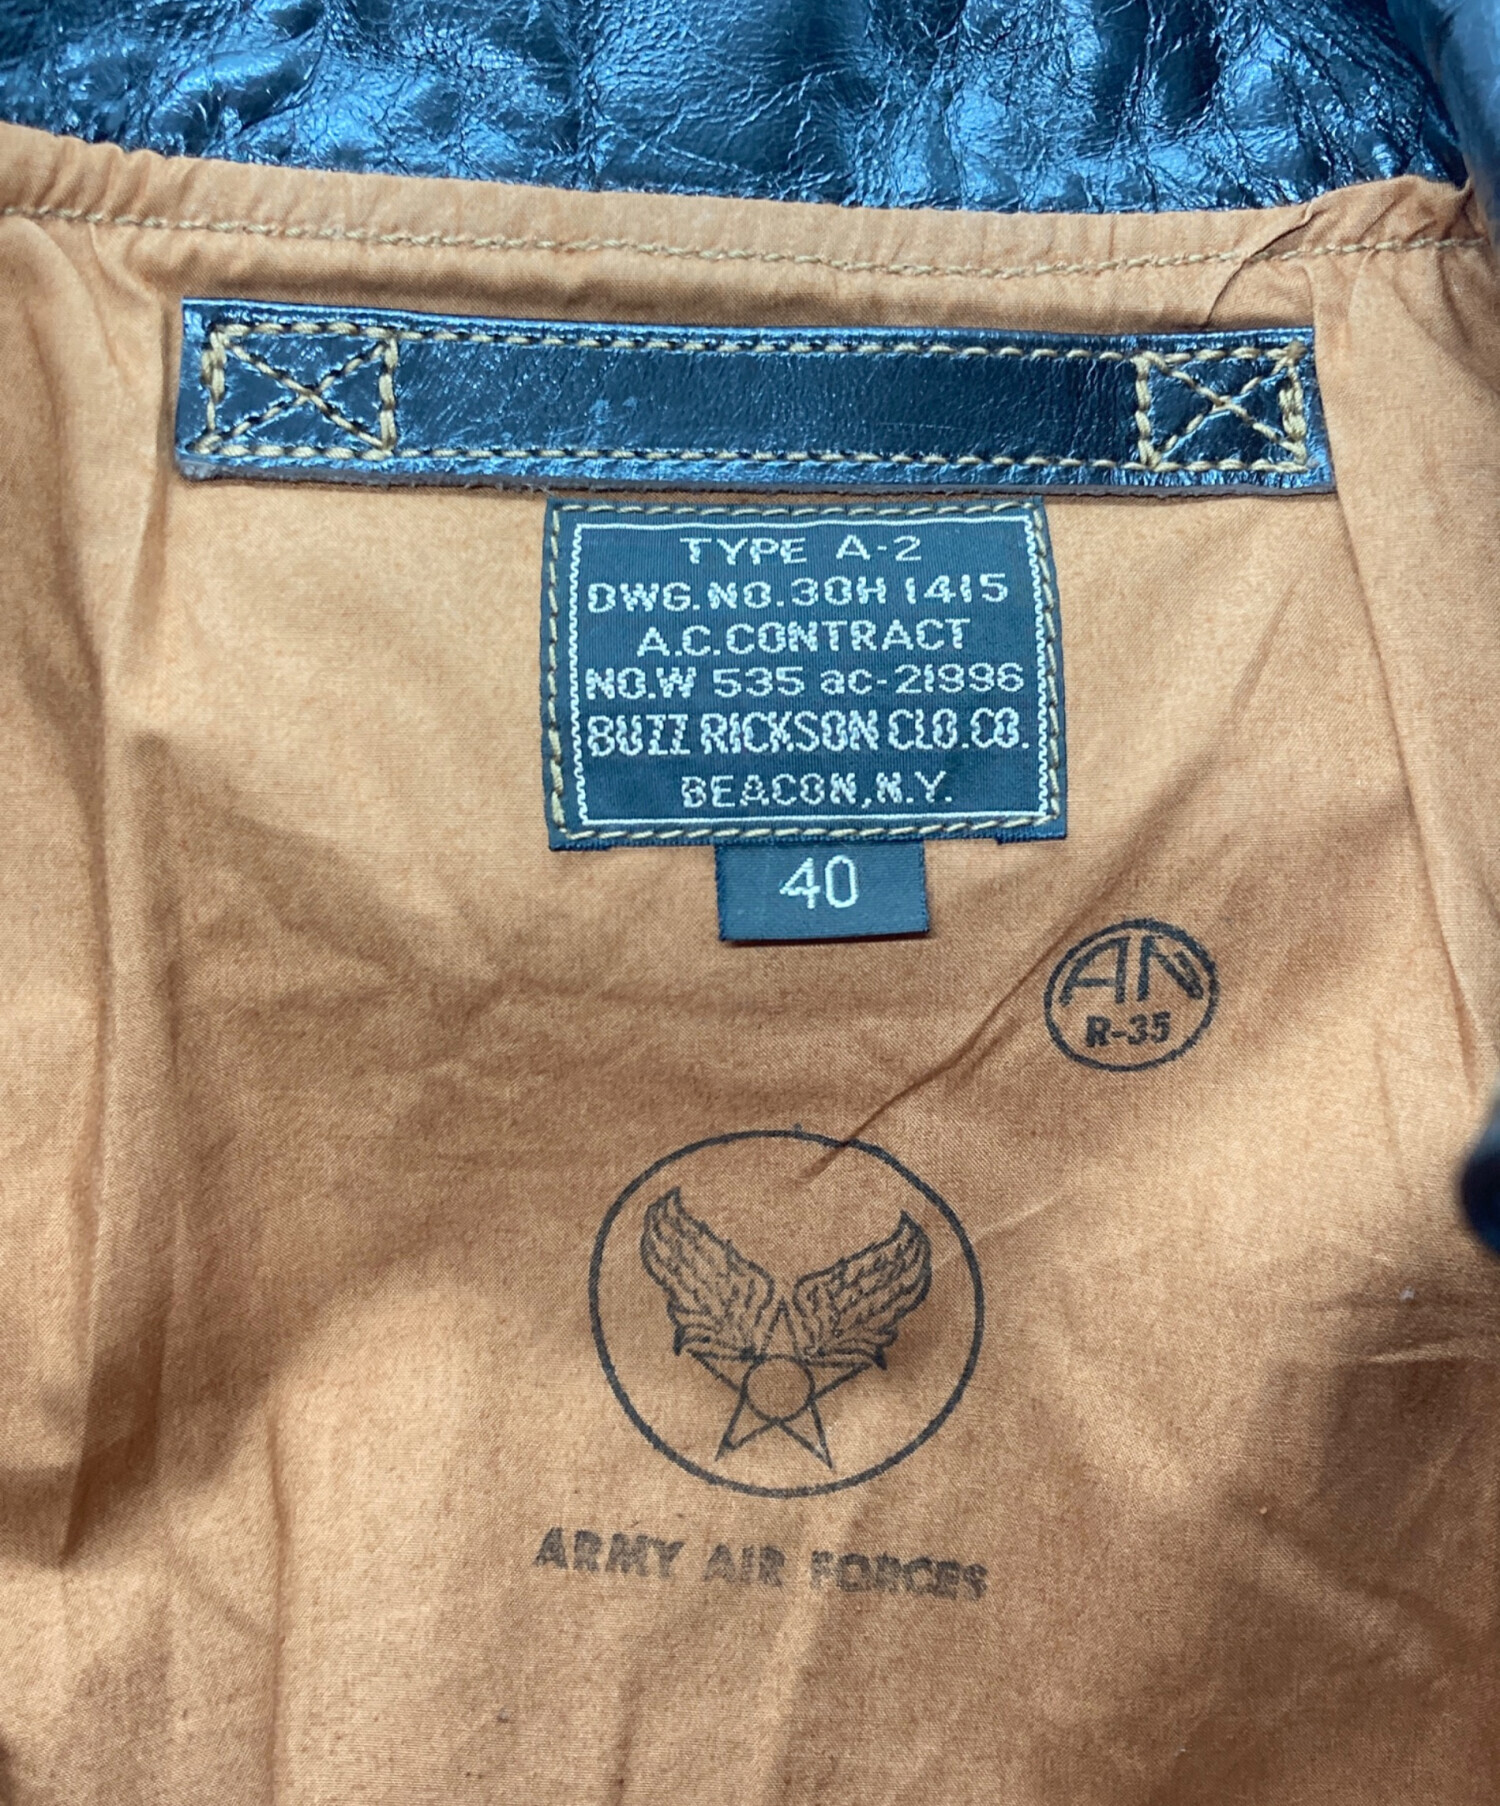 TYPE A-2
DWG.NO.30H 1415
A.C.CONTRACT
NO.W 535 ac-21996
BUZZ RICKSON CLO.CO.
BEACON,N.Y.
40
AN
R-35
ARMY AIR FORCES